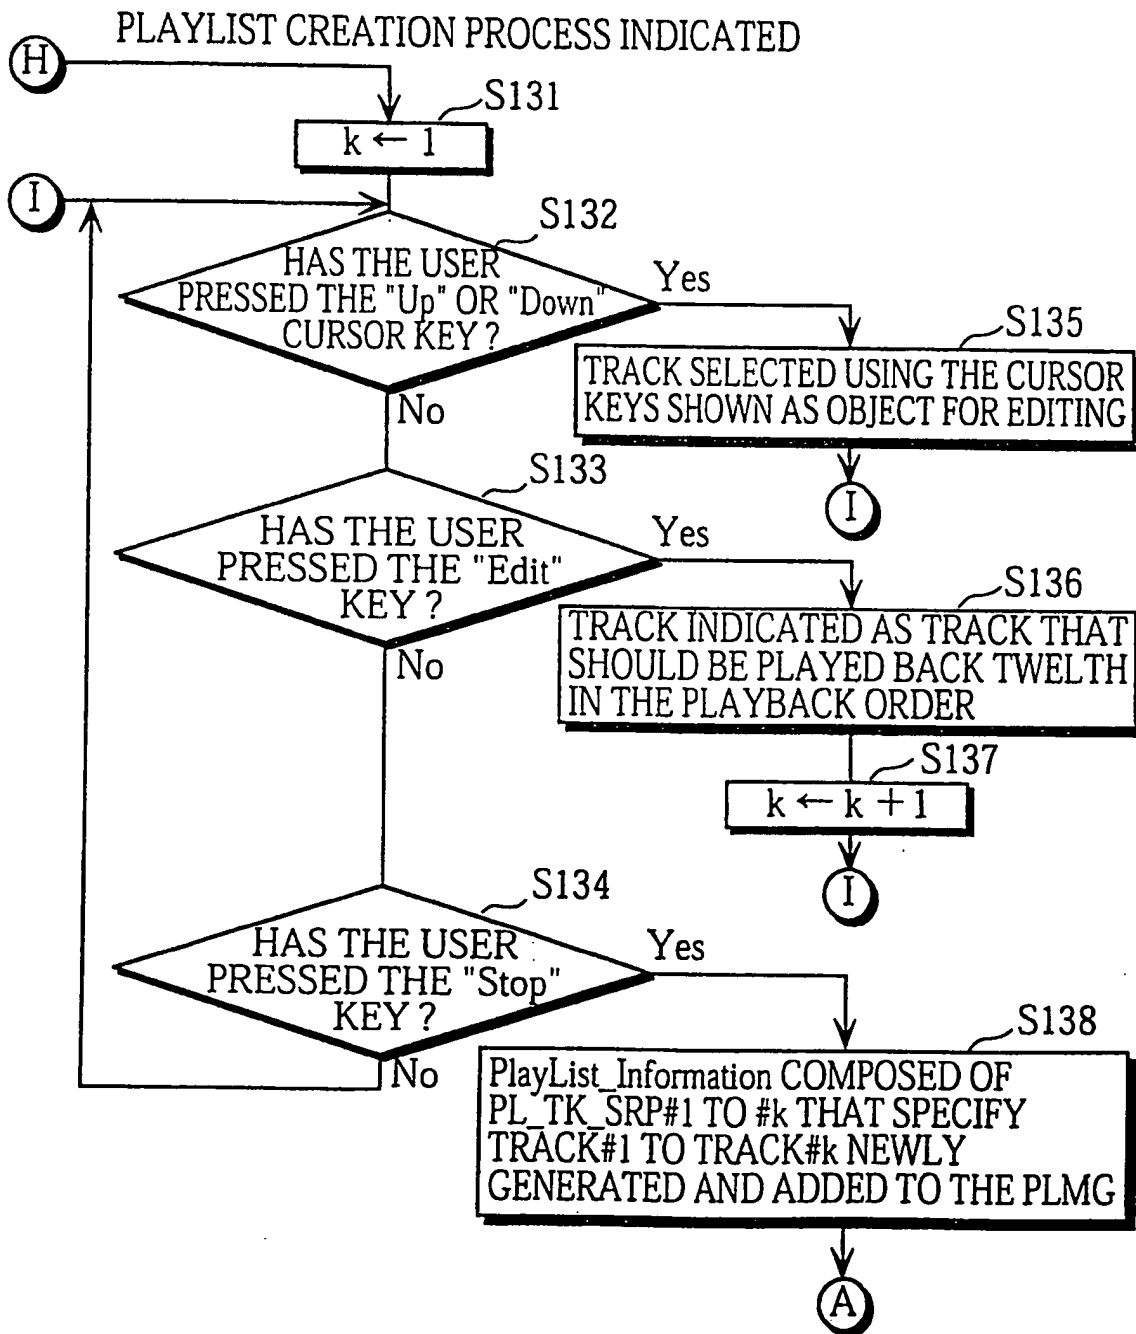 PLAYLIST CREATION PROCESS INDICATED
H
S131
k ← 1
I
S132
HAS THE USER
PRESSED THE "Up" OR "Down"
CURSOR KEY ?
Yes
No
S135
TRACK SELECTED USING THE CURSOR
KEYS SHOWN AS OBJECT FOR EDITING
I
S133
HAS THE USER
PRESSED THE "Edit"
KEY ?
Yes
No
S136
TRACK INDICATED AS TRACK THAT
SHOULD BE PLAYED BACK TWELTH
IN THE PLAYBACK ORDER
S137
k ← k + 1
I
S134
HAS THE USER
PRESSED THE "Stop"
KEY ?
Yes
No
S138
PlayList_Information COMPOSED OF
PL_TK_SRP#1 TO #k THAT SPECIFY
TRACK#1 TO TRACK#k NEWLY
GENERATED AND ADDED TO THE PLMG
A